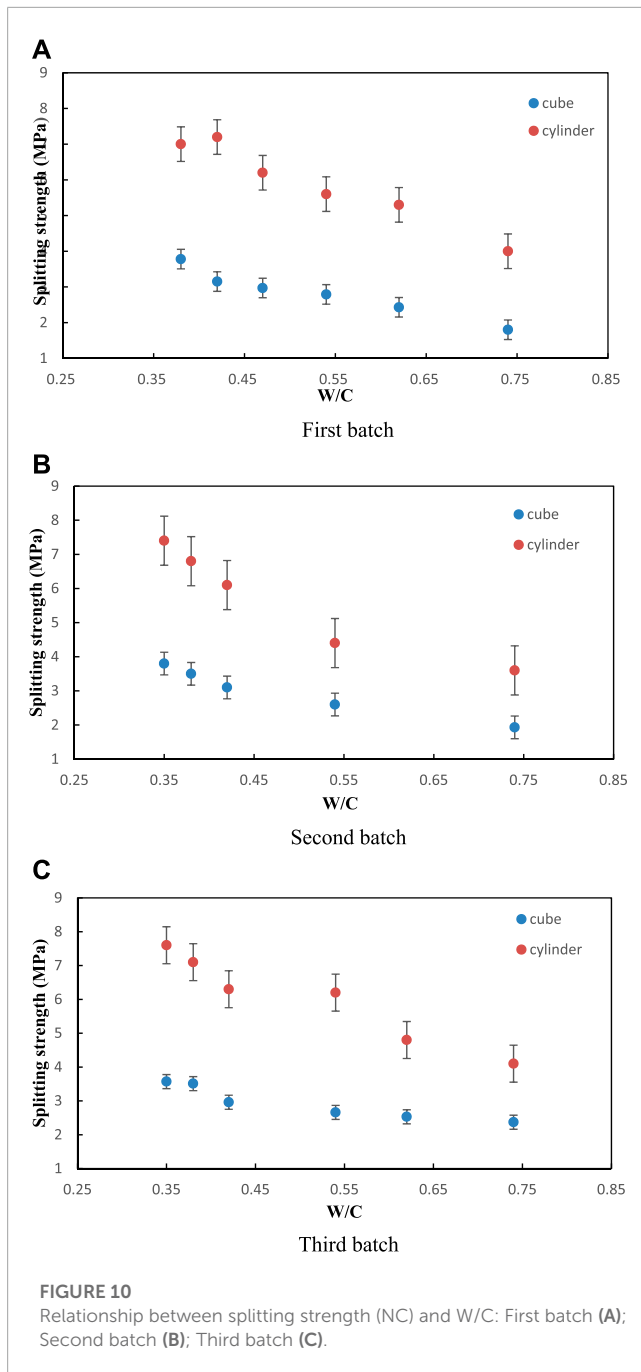 A
9
8
2
1
0.25 0.35 0.45 0.55 0.65 0.75 0.85
Splitting strength (MPa)
W/C
cube
cylinder
First batch
B
9
8
7
6
5
4
3
2
1
0.25 0.35 0.45 0.55 0.65 0.75 0.85
Splitting strength (MPa)
W/C
cube
cylinder
Second batch
C
9
8
7
6
5
4
3
2
1
0.25 0.35 0.45 0.55 0.65 0.75 0.85
Splitting strength (MPa)
W/C
cube
cylinder
Third batch
FIGURE 10
Relationship between splitting strength (NC) and W/C: First batch (A);
Second batch (B); Third batch (C).